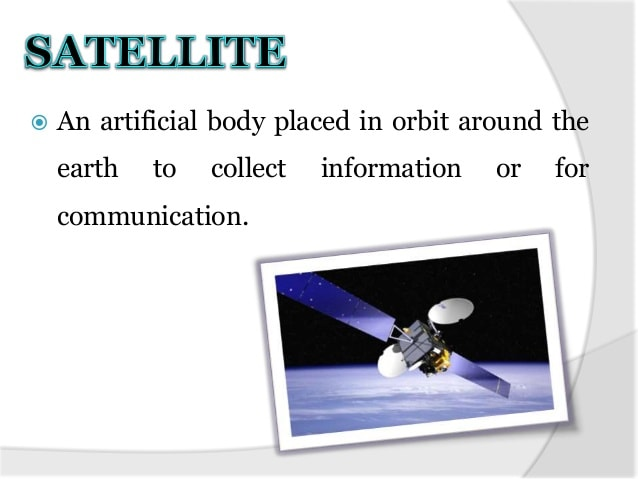 SATELLITE
An artificial body placed in orbit around the
earth to collect information or for
communication.